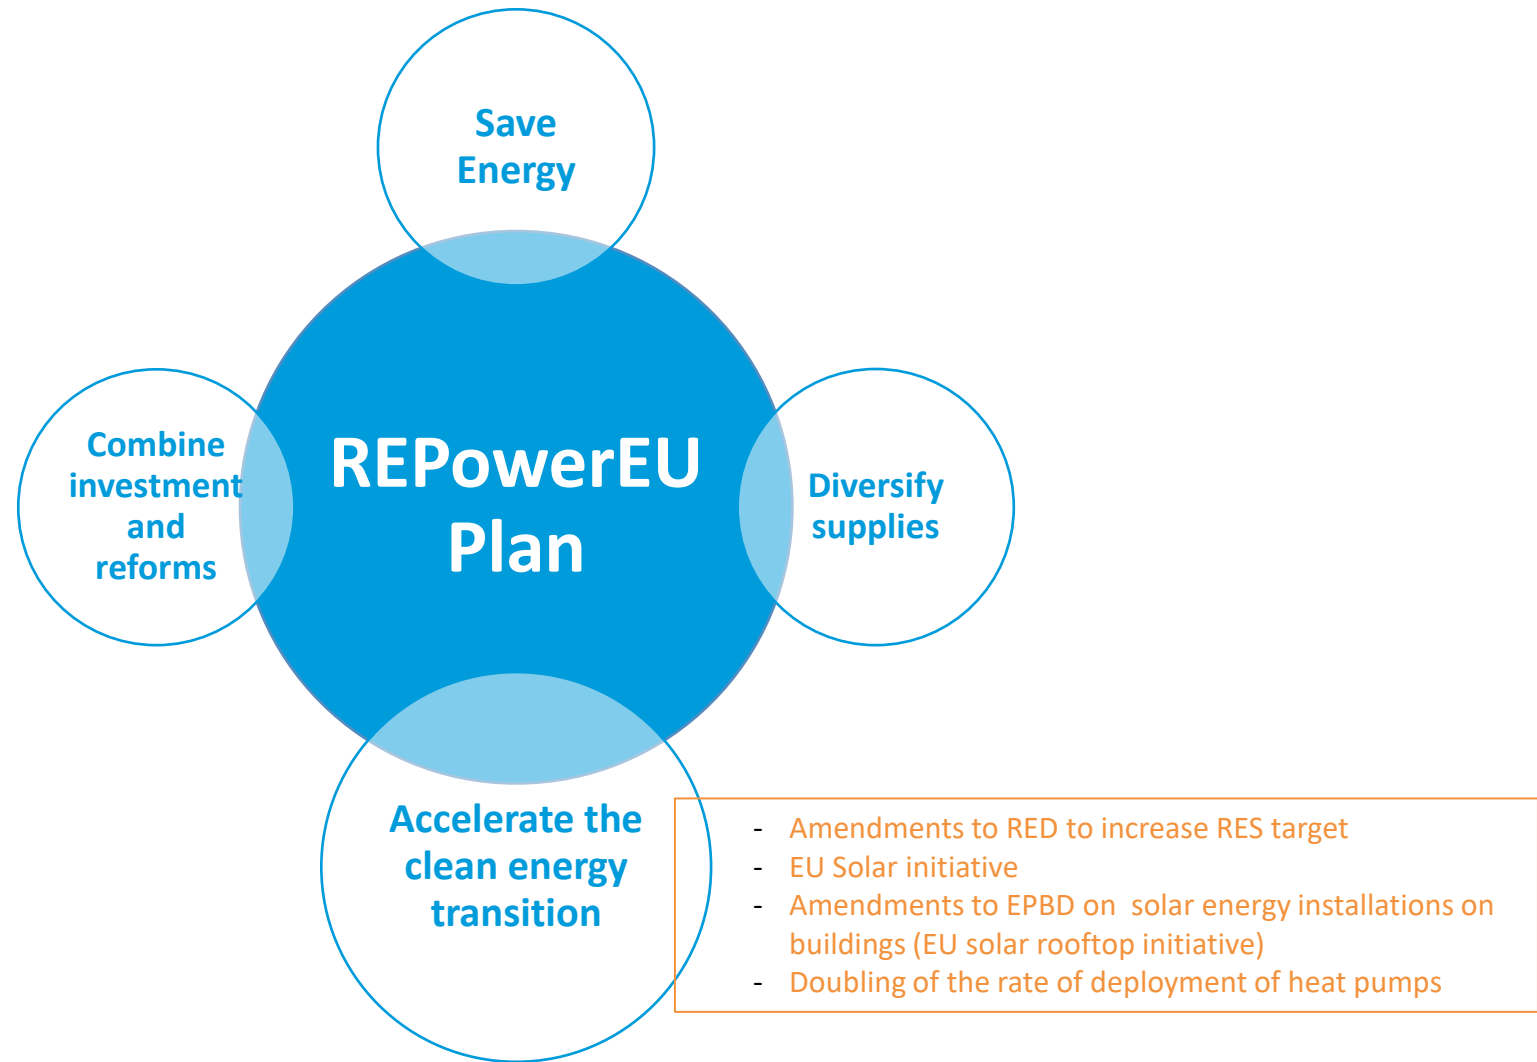 Save
Energy
Combine
investment
and
reforms
REPowerEU
Plan
Diversify
supplies
Accelerate the
clean energy
transition
- Amendments to RED to increase RES target
- EU Solar initiative
- Amendments to EPBD on  solar energy installations on
buildings (EU solar rooftop initiative)
- Doubling of the rate of deployment of heat pumps